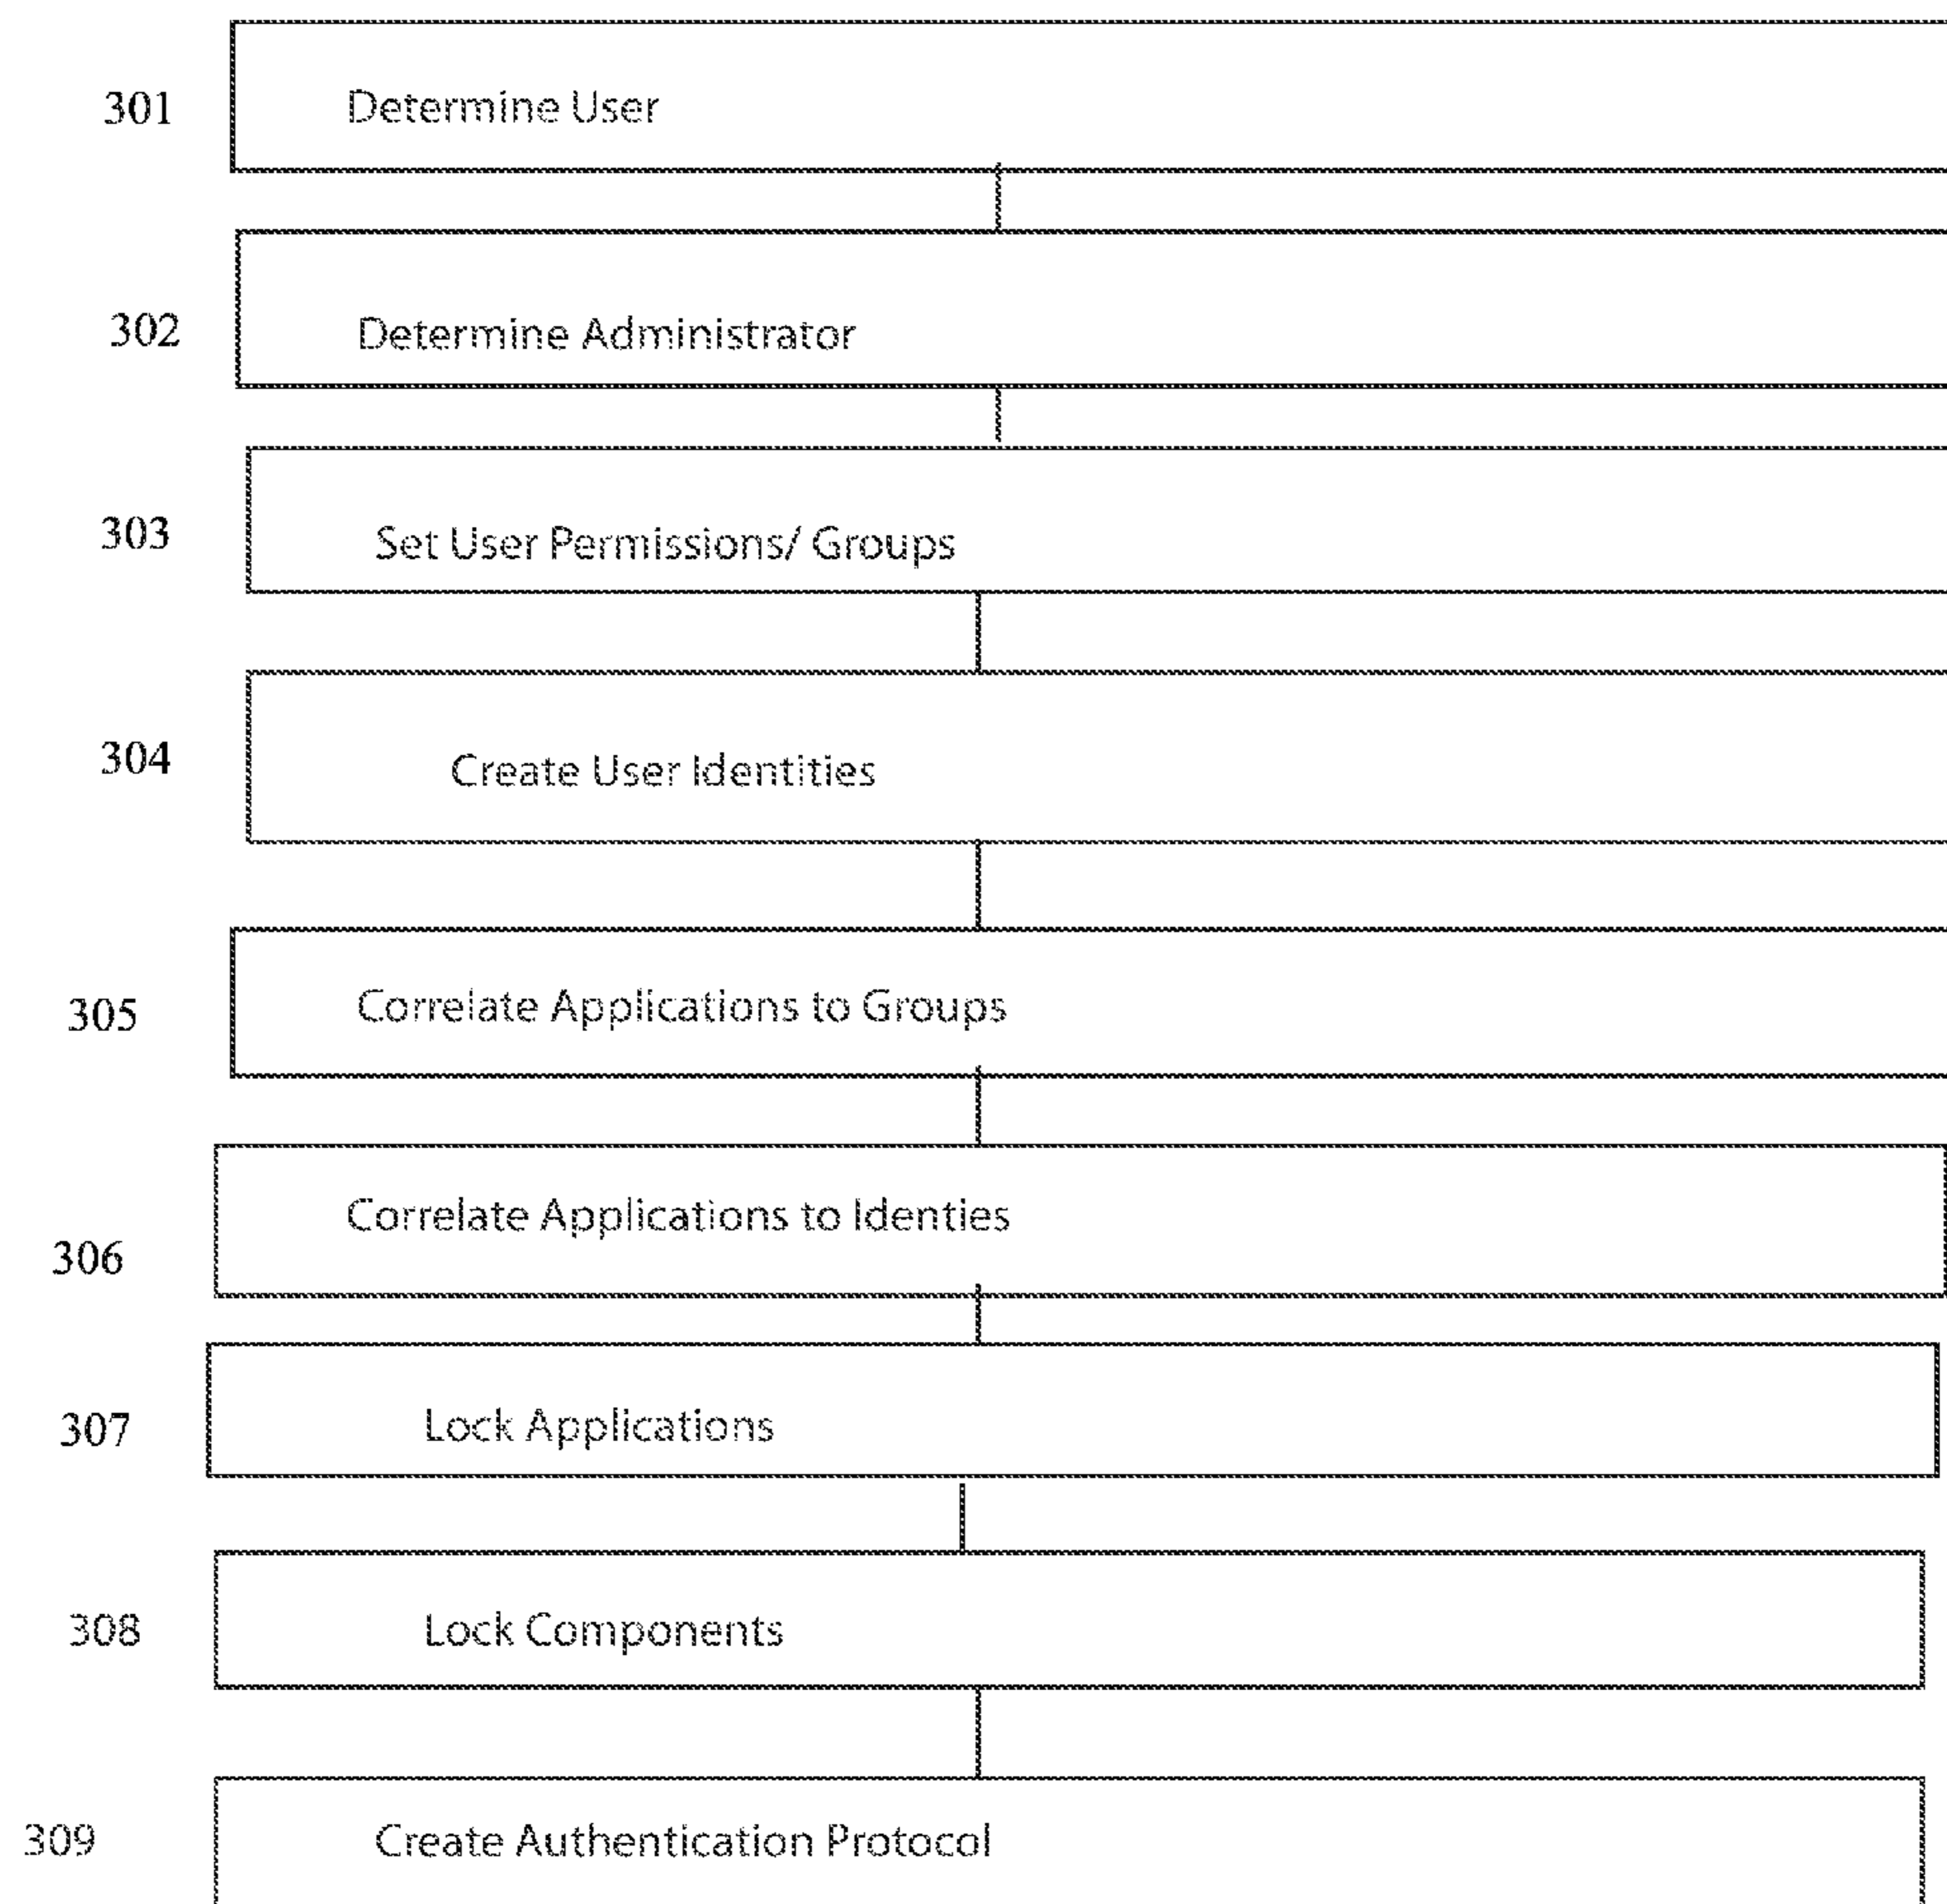 301 Determine User
302 Determine Administrator
303 Set User Permissions/ Groups
304 Create User Identities
305 Correlate Applications to Groups
306 Correlate Applications to Identies
307 Lock Applications
308 Lock Components
309 Create Authentication Protocol